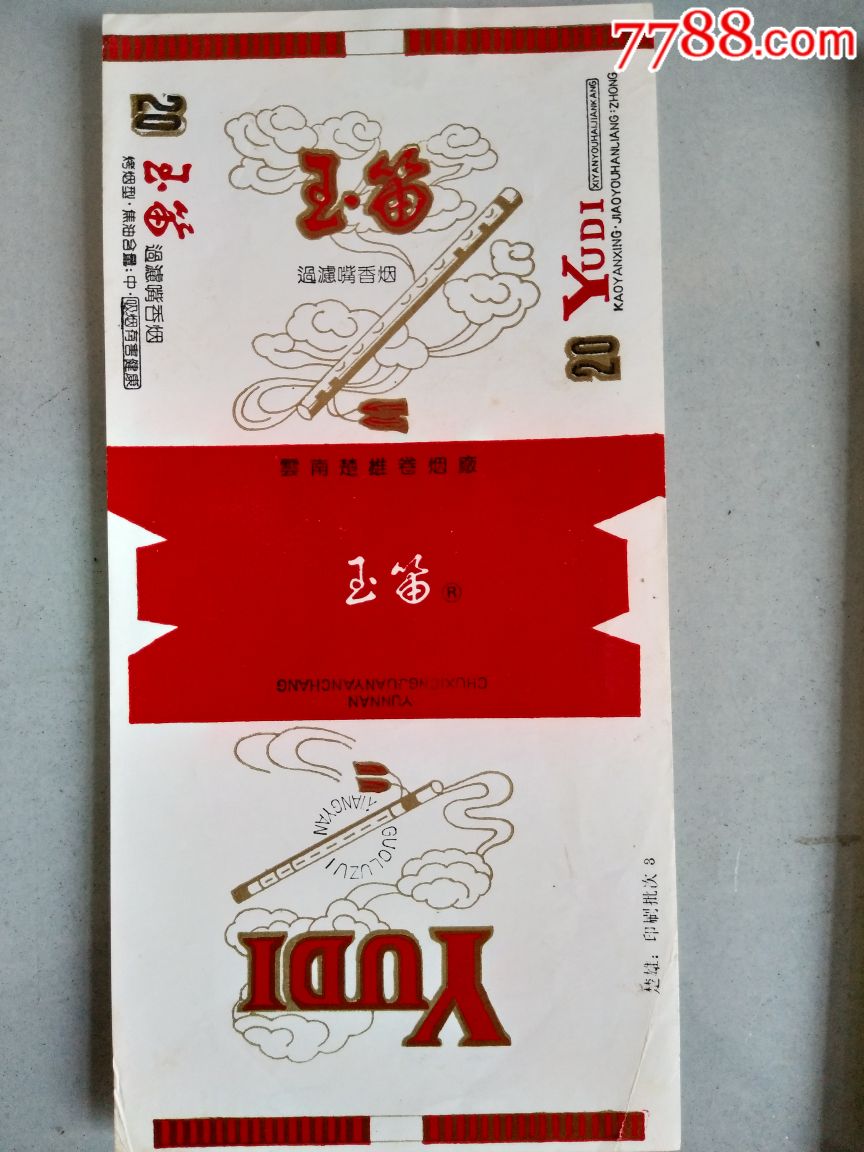 7788.com
20
玉笛
過濾嘴香烟
烤烟型·焦油含量:中·吸烟有害健康
玉笛
過濾嘴香烟
XIYANYOUHAIJIANKANG
YUDI
KAOYANXING·JIAOYOUHANLIANG:ZHONG
20
雲南楚雄卷烟廠
玉笛®
YUNNAN
CHUXIONGJUANYANCHANG
YUDI
GUOLUZUI
XIANGYAN
楚雄：印刷批次 8